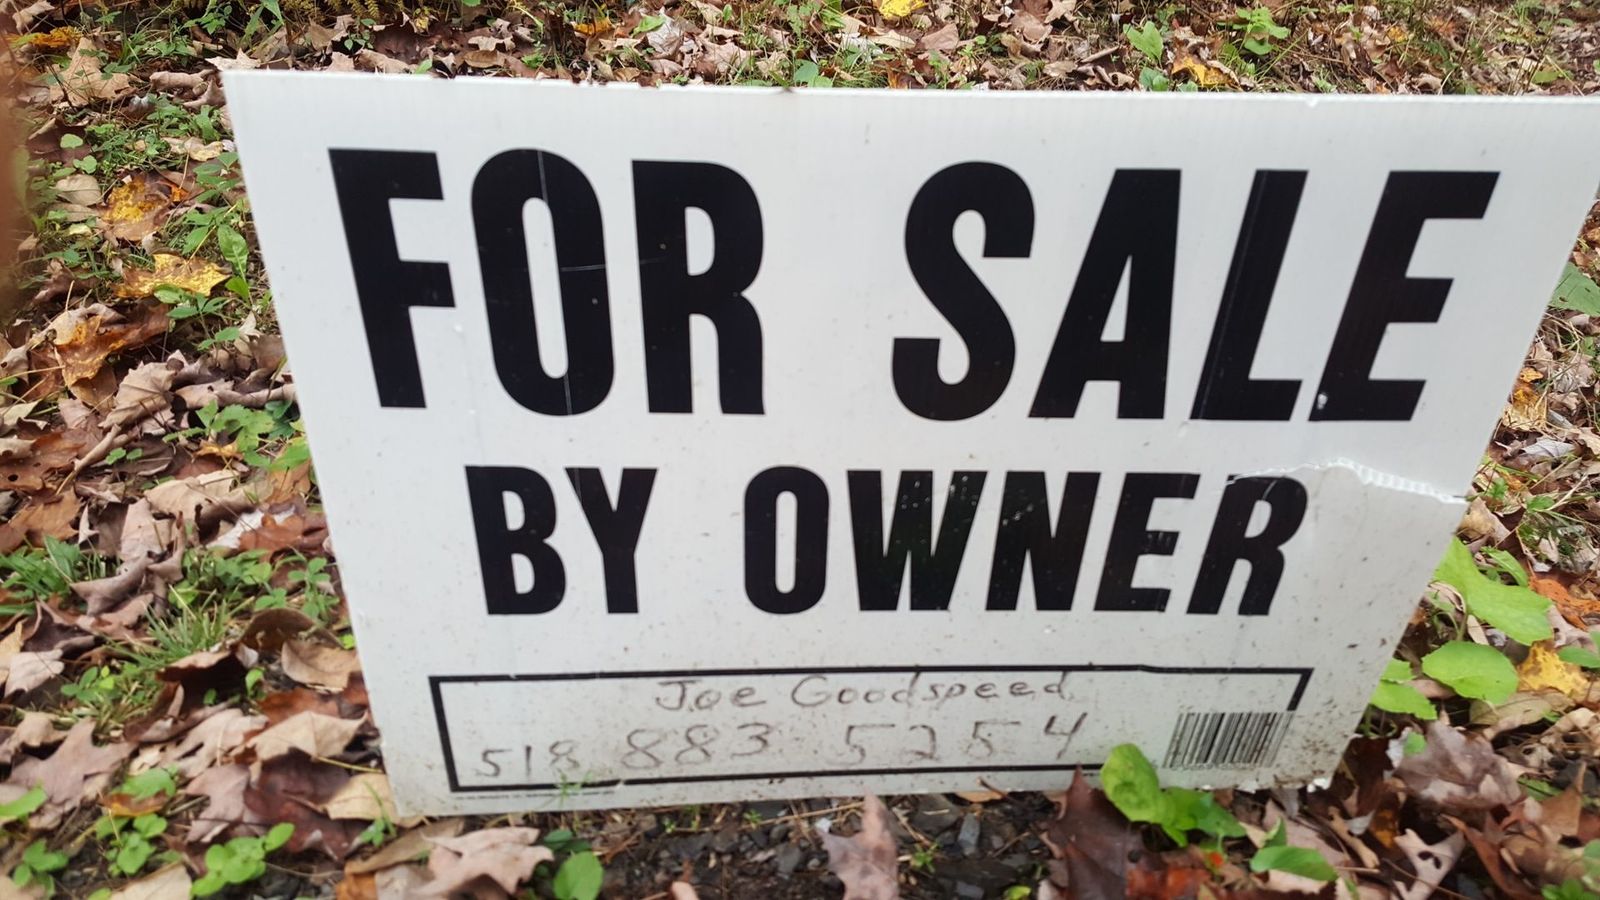 FOR SALE
BY OWNER
Joe Goodspeed
518 883 5254